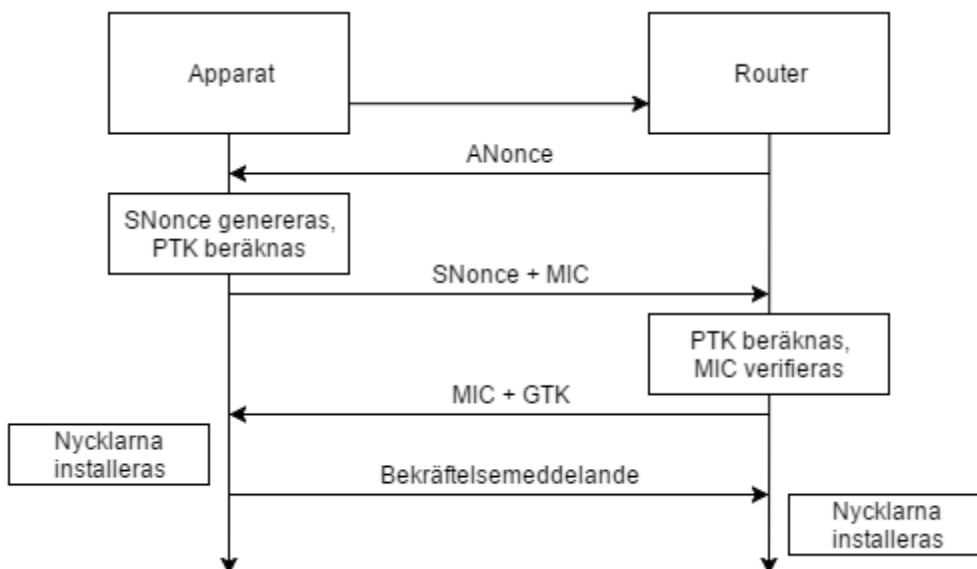 Apparat
Router
ANonce
SNonce genereras,
PTK beräknas
SNonce + MIC
PTK beräknas,
MIC verifieras
MIC + GTK
Nycklarna
installeras
Bekräftelsemeddelande
Nycklarna
installeras